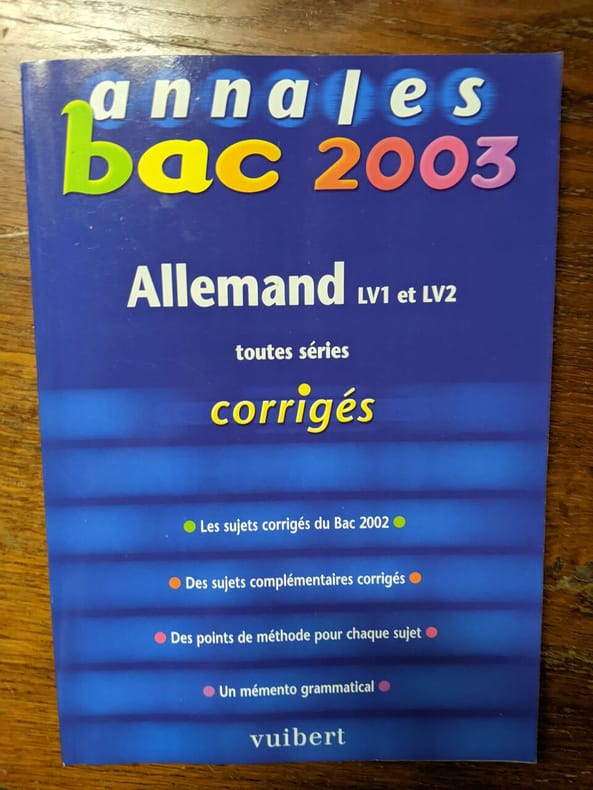 annales
bac 2003
Allemand LV1 et LV2
toutes séries
corrigés
Les sujets corrigés du Bac 2002
Des sujets complémentaires corrigés
Des points de méthode pour chaque sujet
Un mémento grammatical
vuibert